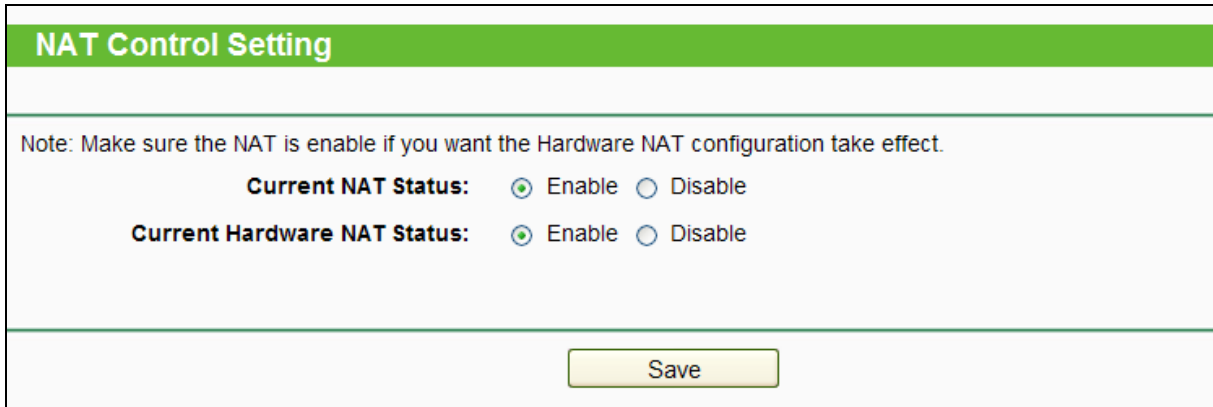 NAT Control Setting
Note: Make sure the NAT is enable if you want the Hardware NAT configuration take effect.
Current NAT Status: Enable Disable
Current Hardware NAT Status: Enable Disable
Save